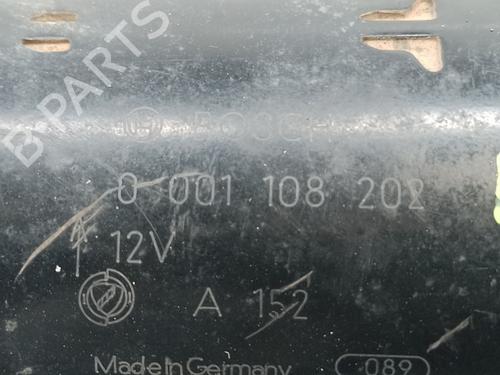 B-PARTS
BOSCH
0 001 108 202
12V
A 152
Made in Germany 089